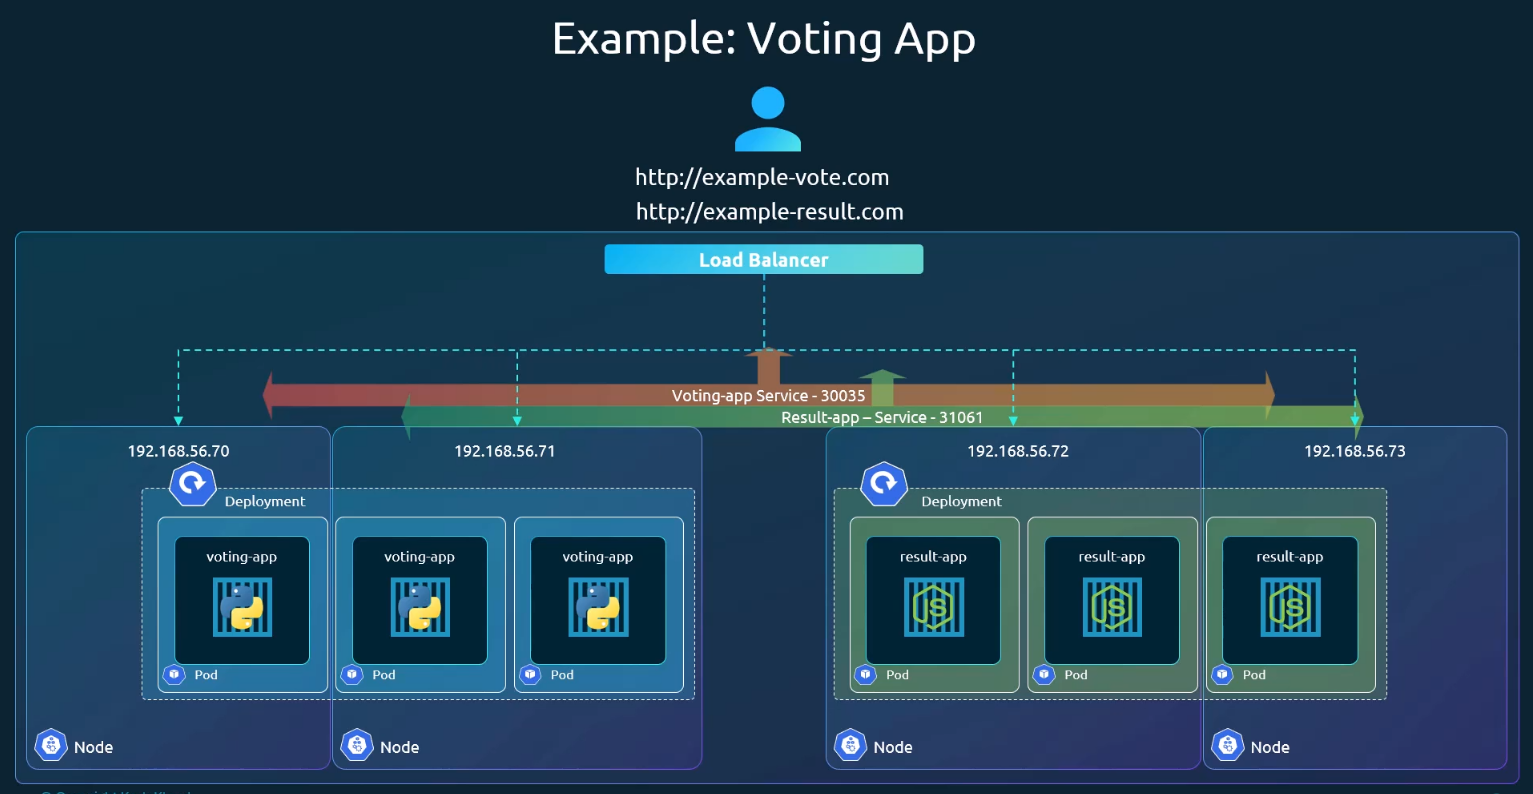 Example: Voting App
http://example-vote.com
http://example-result.com
Load Balancer
Voting-app Service - 30035
Result-app – Service - 31061
192.168.56.70
192.168.56.71
192.168.56.72
192.168.56.73
Deployment
Deployment
voting-app
voting-app
voting-app
result-app
result-app
result-app
JS
JS
JS
Pod
Pod
Pod
Pod
Pod
Pod
Node
Node
Node
Node